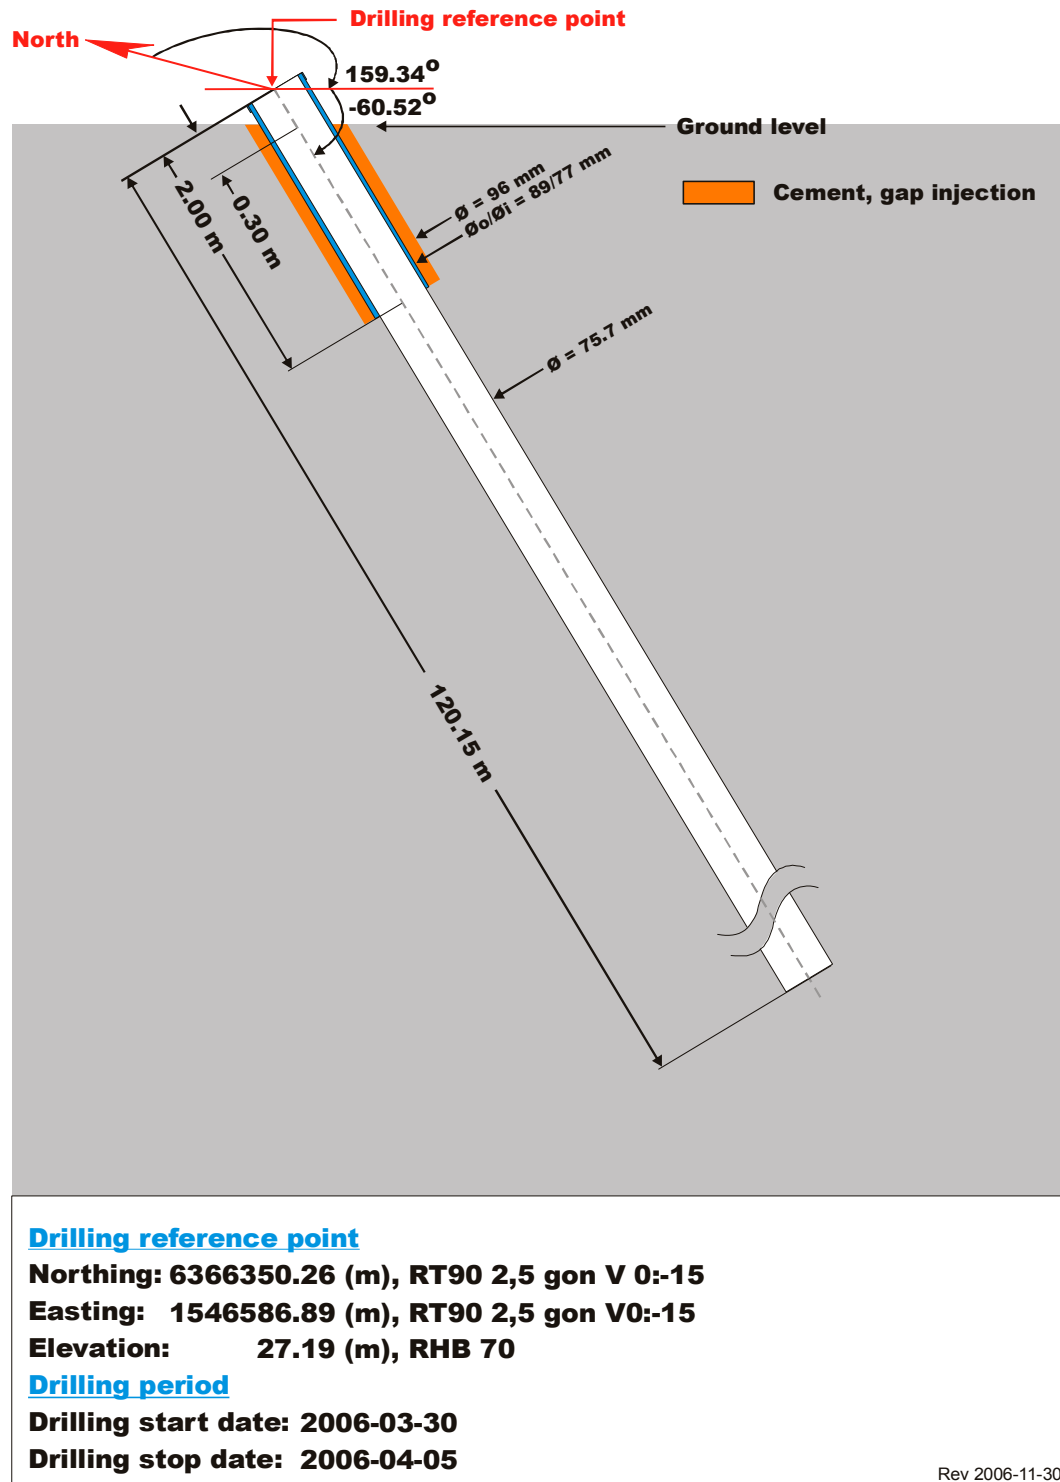 Drilling reference point
North
159.34°
-60.52°
Ground level
Ø = 96 mm
Øo/Øi = 89/77 mm
Cement, gap injection
0.30 m
2.00 m
Ø = 75.7 mm
120.15 m
Drilling reference point
Northing: 6366350.26 (m), RT90 2,5 gon V 0:-15
Easting: 1546586.89 (m), RT90 2,5 gon V0:-15
Elevation: 27.19 (m), RHB 70
Drilling period
Drilling start date: 2006-03-30
Drilling stop date: 2006-04-05
Rev 2006-11-30